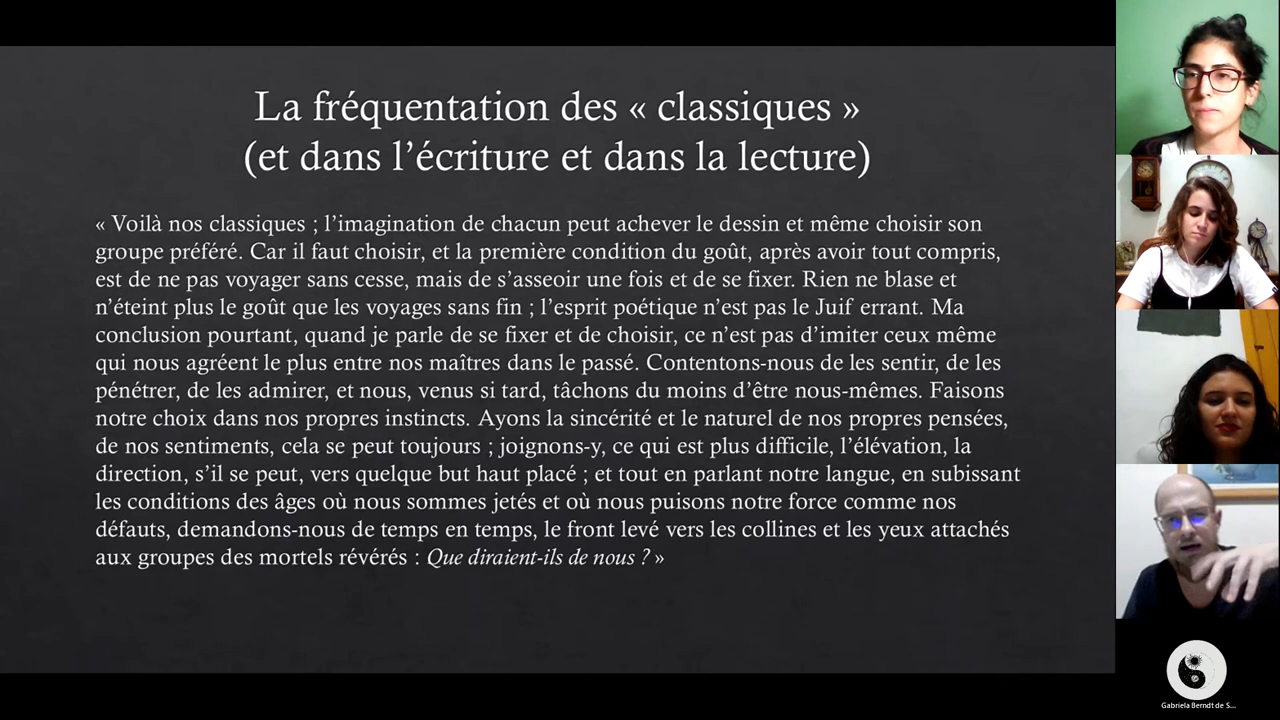 La fréquentation des « classiques »
(et dans l’écriture et dans la lecture)
« Voilà nos classiques ; l’imagination de chacun peut achever le dessin et même choisir son
groupe préféré. Car il faut choisir, et la première condition du goût, après avoir tout compris,
est de ne pas voyager sans cesse, mais de s’asseoir une fois et de se fixer. Rien ne blase et
n’éteint plus le goût que les voyages sans fin ; l’esprit poétique n’est pas le Juif errant. Ma
conclusion pourtant, quand je parle de se fixer et de choisir, ce n’est pas d’imiter ceux même
qui nous agréent le plus entre nos maîtres dans le passé. Contentons-nous de les sentir, de les
pénétrer, de les admirer, et nous, venus si tard, tâchons du moins d’être nous-mêmes. Faisons
notre choix dans nos propres instincts. Ayons la sincérité et le naturel de nos propres pensées,
de nos sentiments, cela se peut toujours ; joignons-y, ce qui est plus difficile, l’élévation, la
direction, s’il se peut, vers quelque but haut placé ; et tout en parlant notre langue, en subissant
les conditions des âges où nous sommes jetés et où nous puisons notre force comme nos
défauts, demandons-nous de temps en temps, le front levé vers les collines et les yeux attachés
aux groupes des mortels révérés : Que diraient-ils de nous ? »
Gabriela Berndt de S...